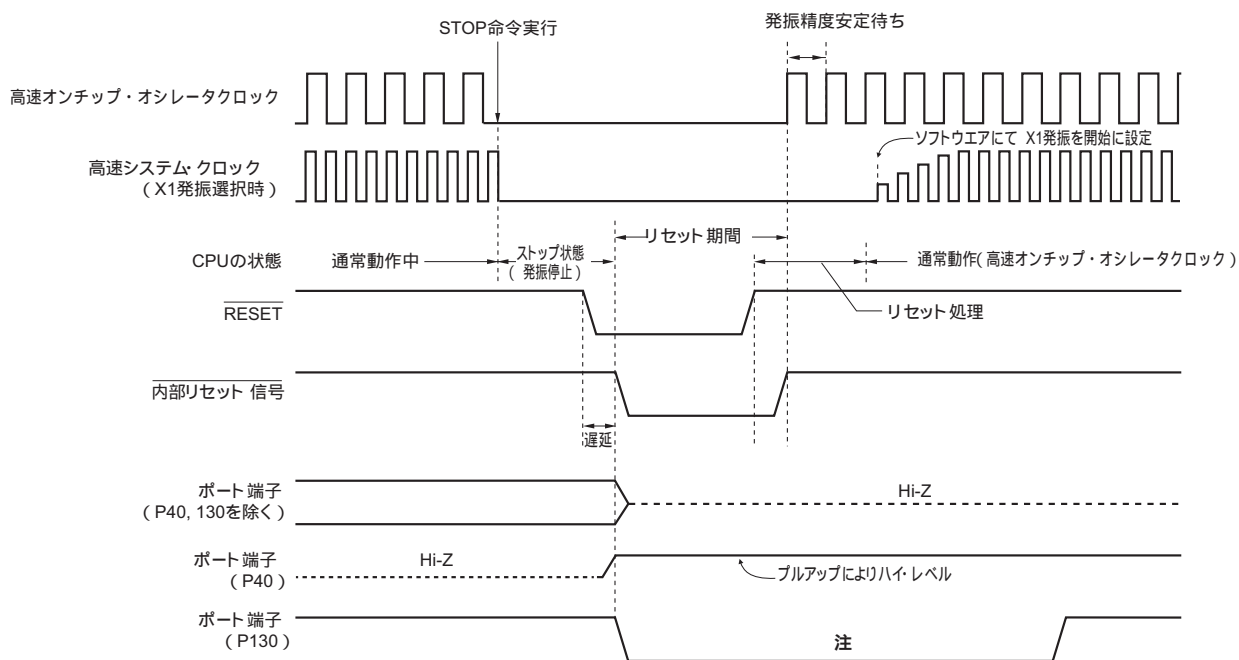 STOP命令実行
発振精度安定待ち
高速オンチップ・オシレータクロック
ソフトウエアにて X1発振を開始に設定
高速システム・クロック
(X1発振選択時)
リセット期間
CPUの状態
通常動作中
ストップ状態
(発振停止)
通常動作(高速オンチップ・オシレータクロック)
RESET
リセット処理
内部リセット信号
遅延
ポート端子
(P40, 130を除く)
Hi-Z
ポート端子
(P40)
Hi-Z
プルアップによりハイ・レベル
ポート端子
(P130)
注